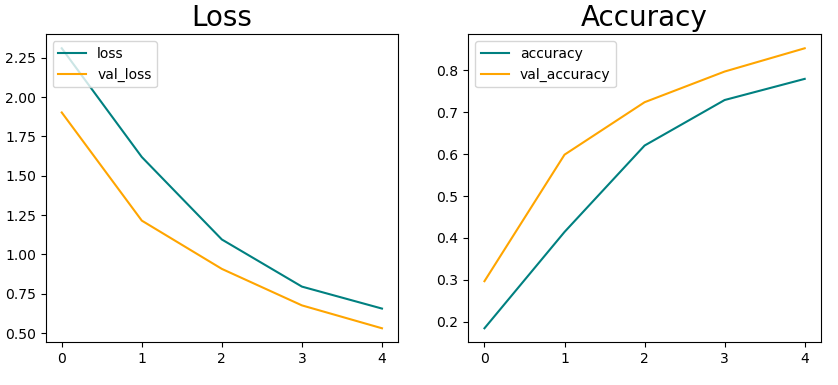 Loss
loss
val_loss
2.25
2.00
1.75
1.50
1.25
1.00
0.75
0.50
0 1 2 3 4
Accuracy
accuracy
val_accuracy
0.8
0.7
0.6
0.5
0.4
0.3
0.2
0 1 2 3 4